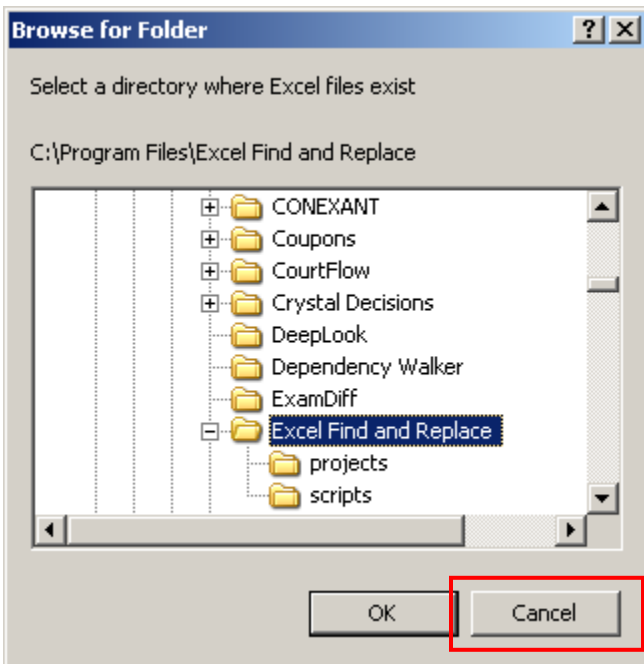 Browse for Folder
Select a directory where Excel files exist
C:\Program Files\Excel Find and Replace
CONEXANT
Coupons
CourtFlow
Crystal Decisions
DeepLook
Dependency Walker
ExamDiff
Excel Find and Replace
projects
scripts
OK Cancel